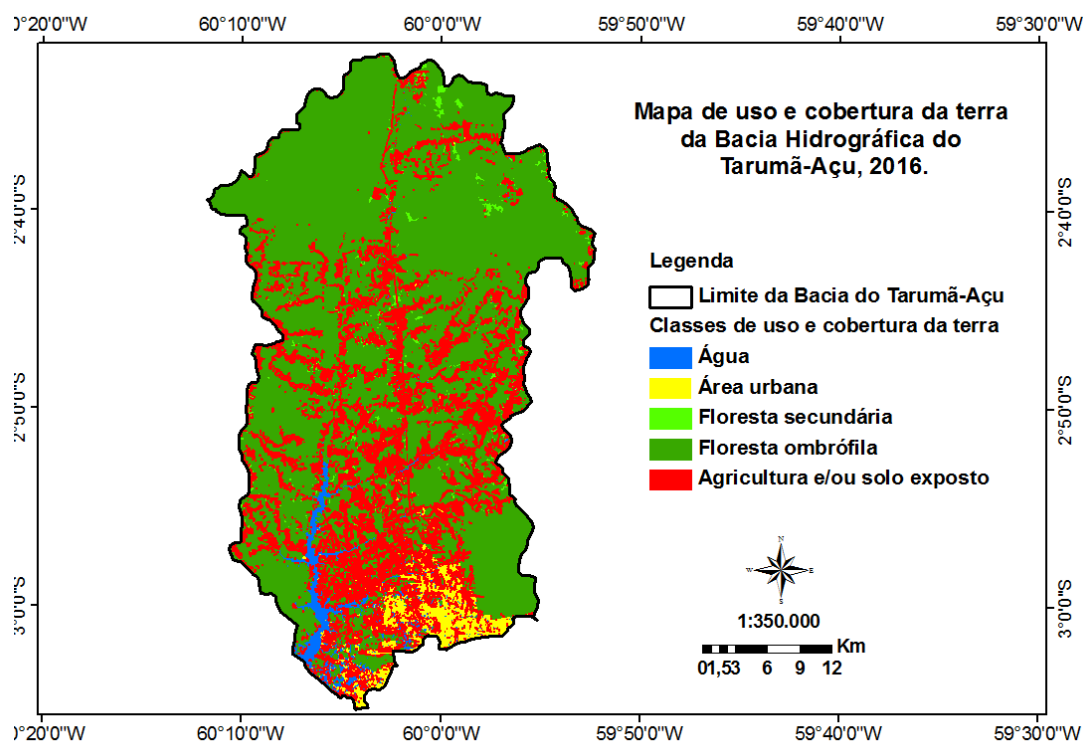 60°20'0"W 60°10'0"W 60°0'0"W 59°50'0"W 59°40'0"W 59°30'0"W
Mapa de uso e cobertura da terra
da Bacia Hidrográfica do
Tarumã-Açu, 2016.
2°40'0"S 2°40'0"S
Legenda
Limite da Bacia do Tarumã-Açu
Classes de uso e cobertura da terra
Água
Área urbana
Floresta secundária
2°50'0"S 2°50'0"S
Floresta ombrófila
Agricultura e/ou solo exposto
N
W E
S
3°0'0"S 3°0'0"S
1:350.000
Km
01,53 6 9 12
60°20'0"W 60°10'0"W 60°0'0"W 59°50'0"W 59°40'0"W 59°30'0"W